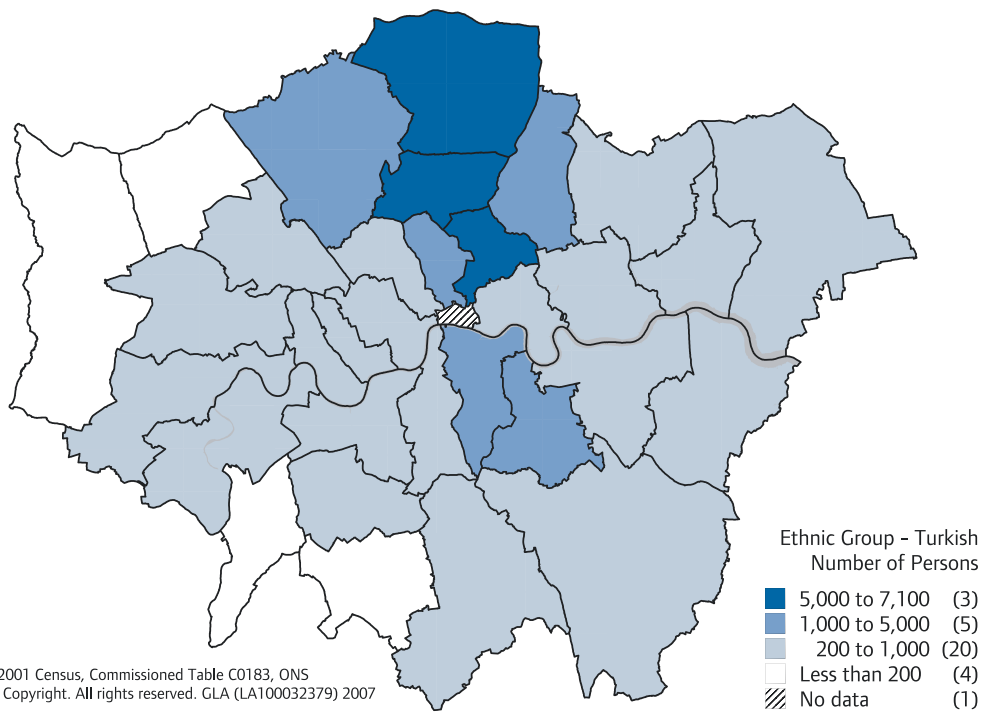 Ethnic Group - Turkish
Number of Persons
5,000 to 7,100 (3)
1,000 to 5,000 (5)
200 to 1,000 (20)
Less than 200 (4)
No data (1)
2001 Census, Commissioned Table C0183, ONS
Copyright. All rights reserved. GLA (LA100032379) 2007